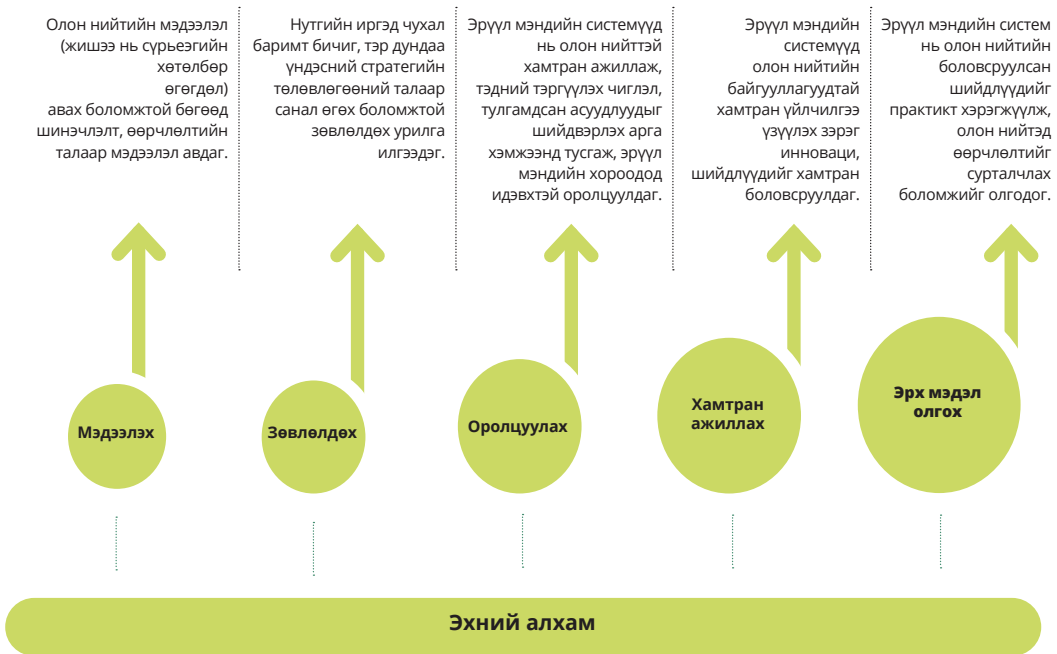 Олон нийтийн мэдээлэл
(жишээ нь сүрьеэгийн
хөтөлбөр
өгөгдөл)
авах боломжтой бөгөөд
шинэчлэлт, өөрчлөлтийн
талаар мэдээлэл авдаг.
Нутгийн иргэд чухал
баримт бичиг, тэр дундаа
үндэсний стратегийн
төлөвлөгөөний талаар
санал өгөх боломжтой
зөвлөлдөх урилга
илгээдэг.
Эрүүл мэндийн системүүд
нь олон нийттэй
хамтран ажиллаж,
тэдний тэргүүлэх чиглэл,
тулгамдсан асуудлуудыг
шийдвэрлэх арга
хэмжээнд тусгаж, эрүүл
мэндийн хороодод
идэвхтэй оролцуулдаг.
Эрүүл мэндийн
системүүд
олон нийтийн
байгууллагуудтай
хамтран үйлчилгээ
үзүүлэх зэрэг
инноваци,
шийдлүүдийг хамтран
боловсруулдаг.
Эрүүл мэндийн систем
нь олон нийтийн
боловсруулсан
шийдлүүдийг
практикт хэрэгжүүлж,
олон нийтэд
өөрчлөлтийг
сурталчлах
боломжийг олгодог.
Мэдээлэх
Зөвлөлдөх
Оролцуулах
Хамтран
ажиллах
Эрх мэдэл
олгох
Эхний алхам